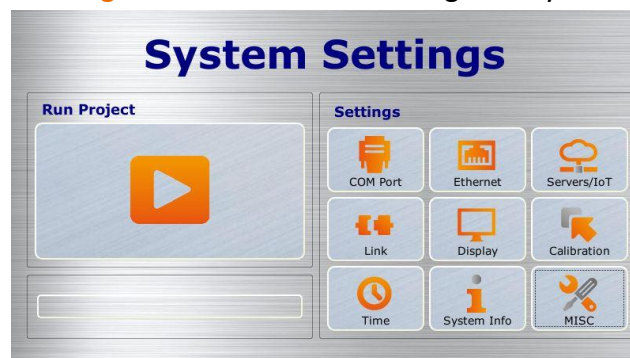 System Settings
Run Project
Settings
COM Port
Ethernet
Servers/IoT
Link
Display
Calibration
Time
System Info
MISC